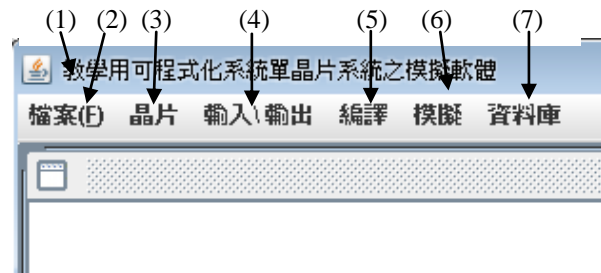 (1) (2) (3) (4) (5) (6) (7)
教學用可程式化系統單晶片系統之模擬軟體
檔案(F) 晶片 輸入\輸出 編譯 模擬 資料庫